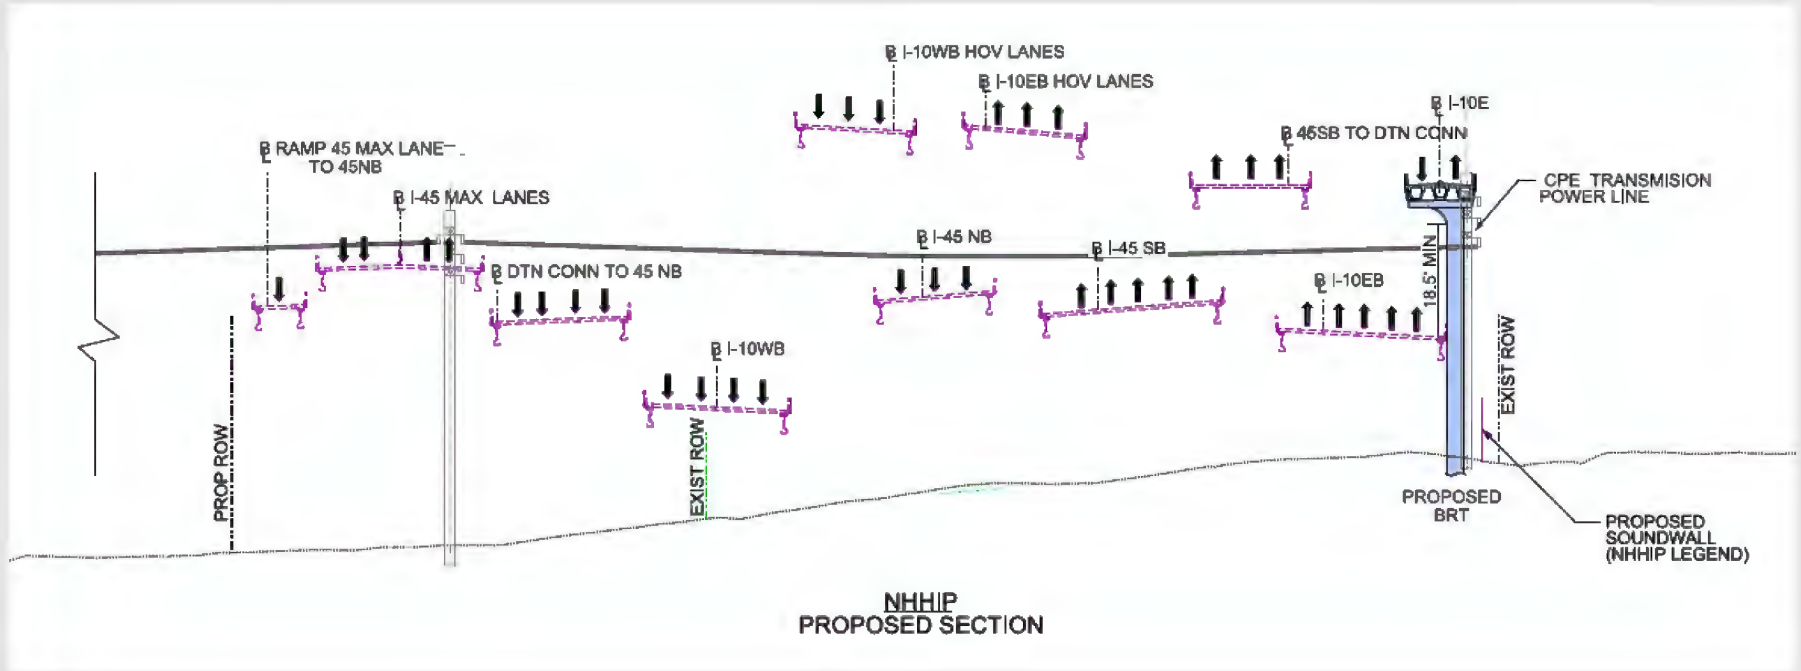 ℄ I-10WB HOV LANES
℄ I-10EB HOV LANES
℄ I-10E
℄ 45SB TO DTN CONN
℄ RAMP 45 MAX LANE
TO 45NB
CPE TRANSMISION
POWER LINE
℄ I-45 MAX LANES
℄ I-45 NB
℄ I-45 SB
℄ DTN CONN TO 45 NB
℄ I-10EB
18.5' MIN
℄ I-10WB
EXIST ROW
PROP ROW
EXIST ROW
PROPOSED
BRT
PROPOSED
SOUNDWALL
(NHHIP LEGEND)
NHHIP
PROPOSED SECTION